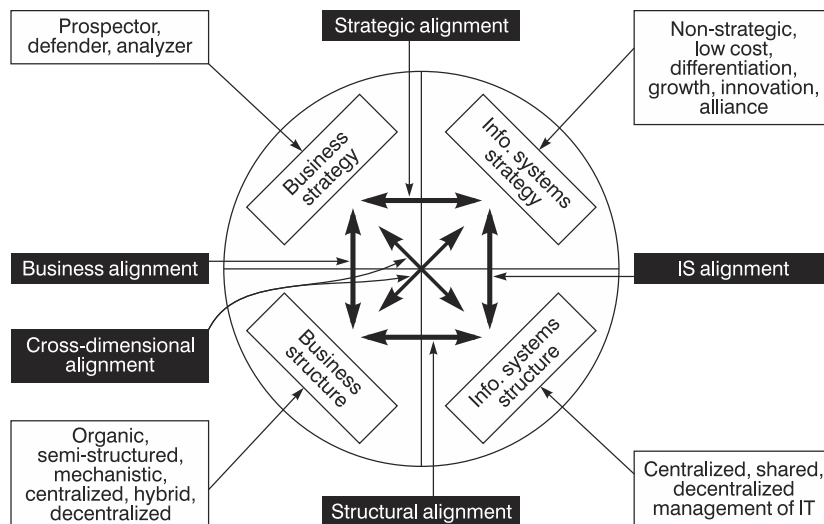 Prospector,
defender, analyzer
Strategic alignment
Non-strategic,
low cost,
differentiation,
growth, innovation,
alliance
Business
strategy
Info. systems
strategy
Business alignment
IS alignment
Cross-dimensional
alignment
Business
structure
Info. systems
structure
Organic,
semi-structured,
mechanistic,
centralized, hybrid,
decentralized
Structural alignment
Centralized, shared,
decentralized
management of IT